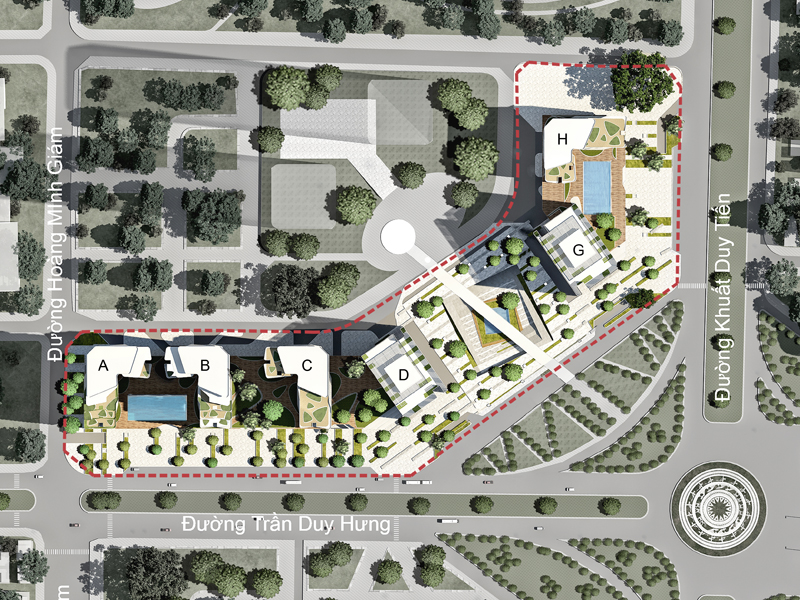 H
Đường Hoàng Minh Giám
Đường Khuất Duy Tiến
G
A
B
C
D
Đường Trần Duy Hưng